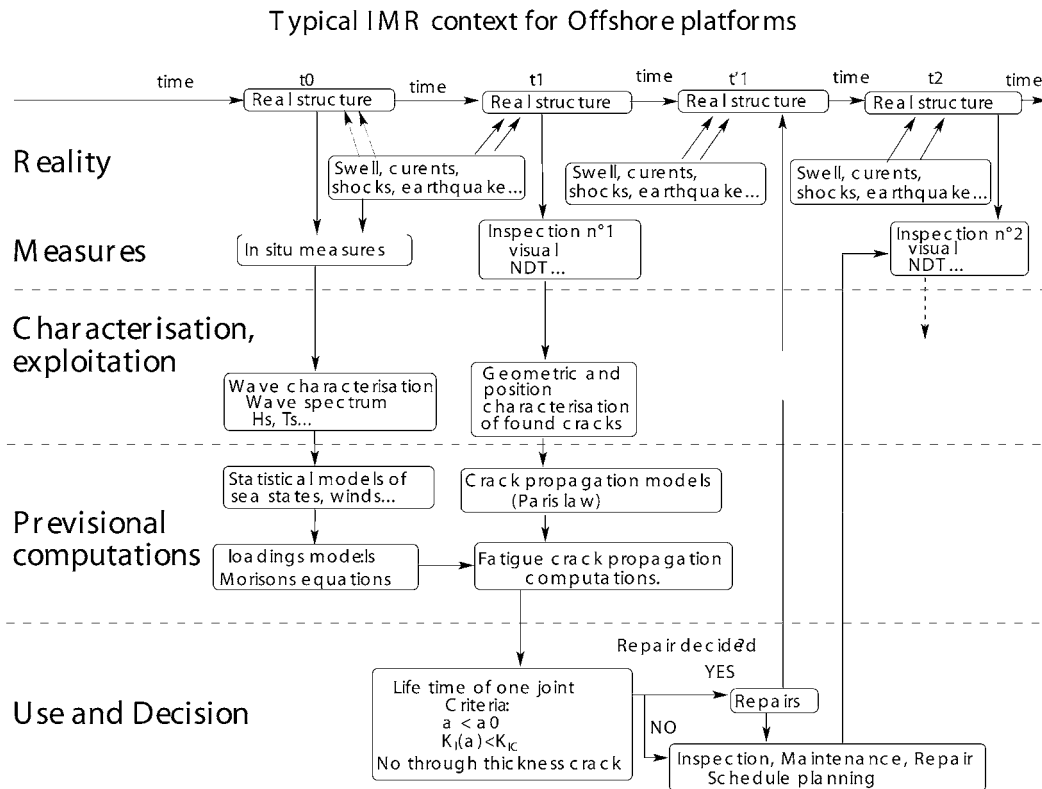 Typical IMR context for Offshore platforms
time
t0
time
t1
time
t'1
time
t2
time
Real structure
Real structure
Real structure
Real structure
Reality
Swell, curents,
shocks, earthquake...
Swell, curents,
shocks, earthquake...
Swell, curents,
shocks, earthquake...
Measures
In situ measures
Inspection n°1
visual
NDT...
Inspection n°2
visual
NDT...
Characterisation,
exploitation
Wave characterisation
Wave spectrum
Hs, Ts...
Geometric and
position
characterisation
of found cracks
Previsional
computations
Statistical models of
sea states, winds...
Crack propagation models
(Paris law)
loadings models
Morisons equations
Fatigue crack propagation
computations.
Use and Decision
Life time of one joint
Criteria:
a < a0
KI(a)<KIC
No through thickness crack
Repair decided?
YES
NO
Repairs
Inspection, Maintenance, Repair
Schedule planning